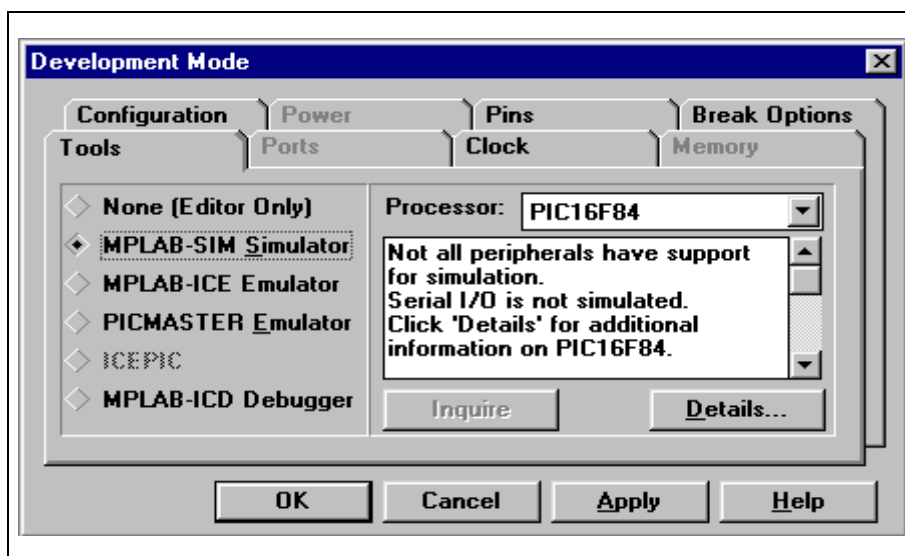 Development Mode
Configuration Power Pins Break Options
Tools Ports Clock Memory
None (Editor Only)
MPLAB-SIM Simulator
MPLAB-ICE Emulator
PICMASTER Emulator
ICEPIC
MPLAB-ICD Debugger
Processor: PIC16F84
Not all peripherals have support
for simulation.
Serial I/O is not simulated.
Click 'Details' for additional
information on PIC16F84.
Inquire Details...
OK Cancel Apply Help